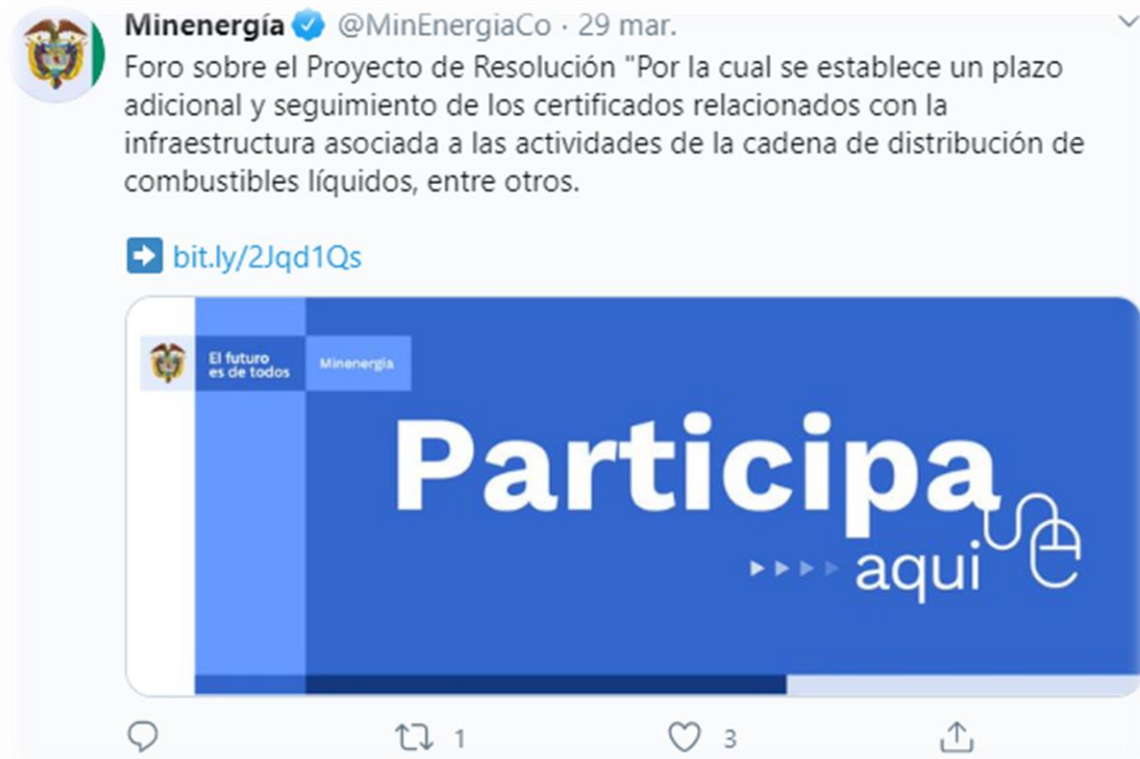 Minenergía @MinEnergiaCo · 29 mar.
Foro sobre el Proyecto de Resolución "Por la cual se establece un plazo
adicional y seguimiento de los certificados relacionados con la
infraestructura asociada a las actividades de la cadena de distribución de
combustibles líquidos, entre otros.
bit.ly/2Jqd1Qs
El futuro
es de todos
Minenergía
Participa
aqui
1
3